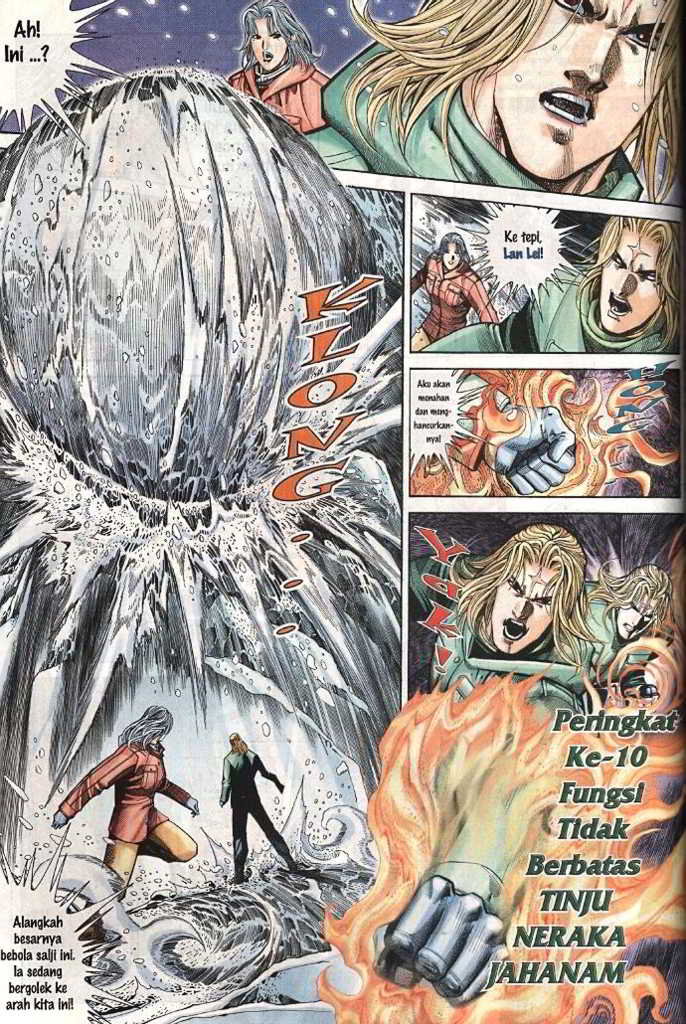 Ah!
Ini ...?
Alangkah
besarnya
bebola salji ini.
Ia sedang
bergolek ke
arah kita ini!
KLONG...
Ke tepi,
Lan Lei!
Aku akan
menahan
dan meng-
hancurkan-
nya!
YAK!
Peringkat
Ke-10
Fungsi
Tidak
Berbatas
TINJU
NERAKA
JAHANAM